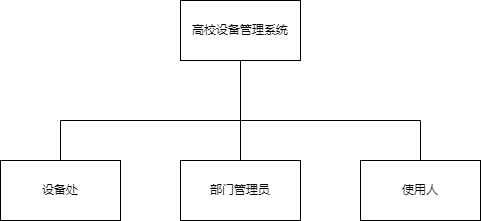 高校设备管理系统
设备处
部门管理员
使用人